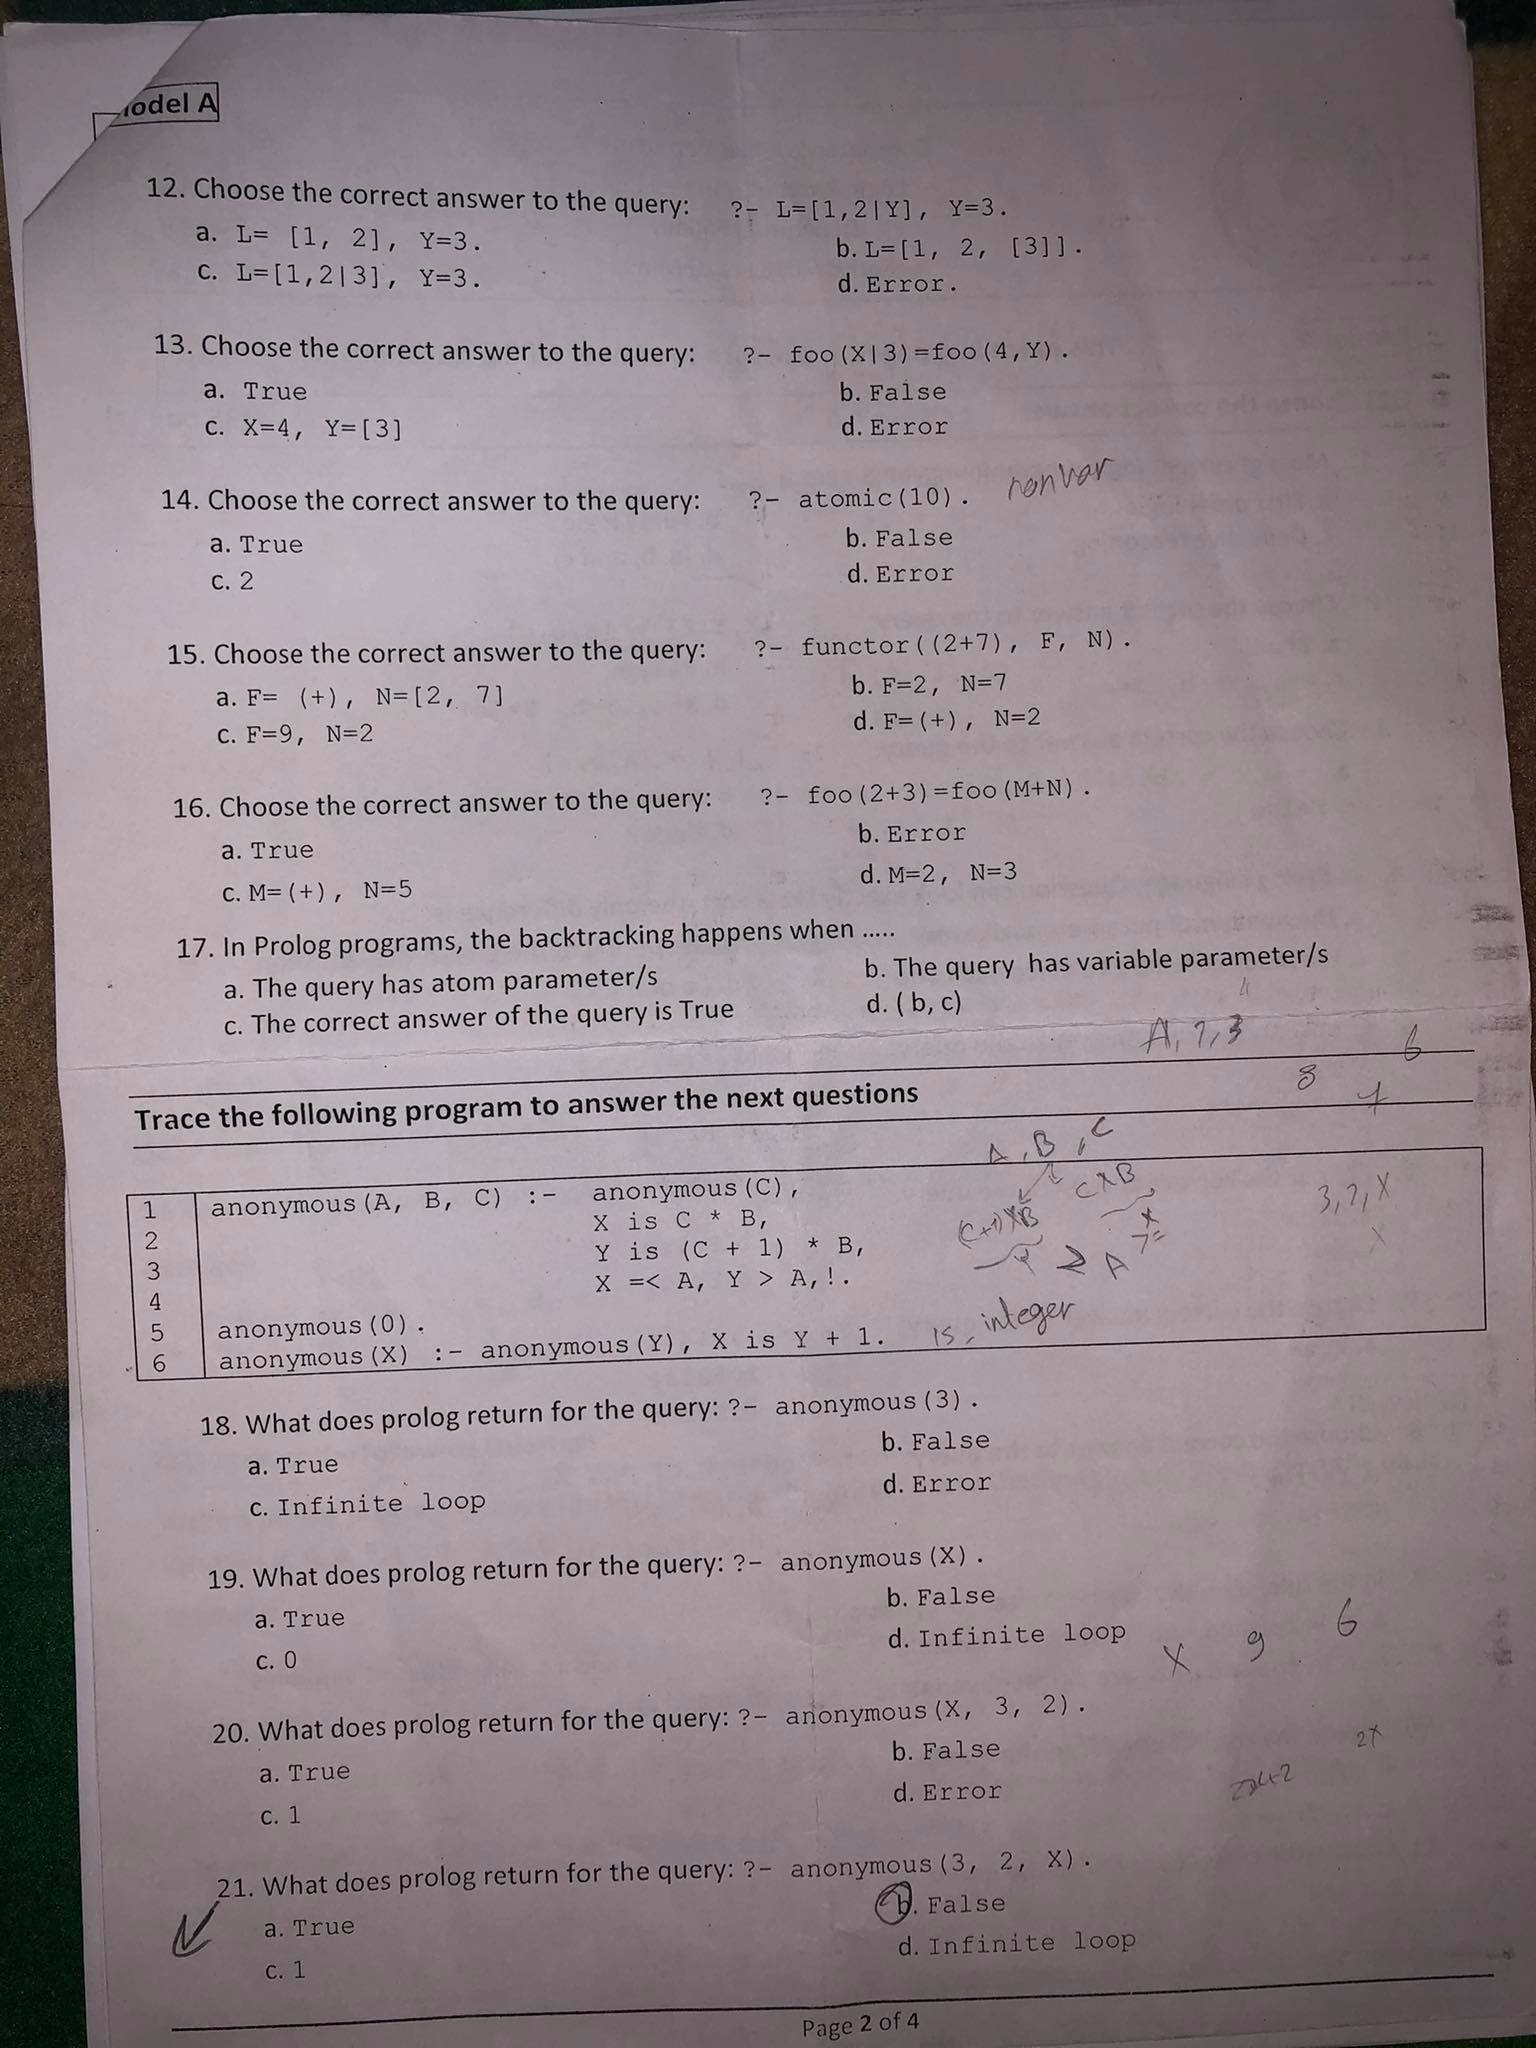 odel A
12. Choose the correct answer to the query: ?- L=[1,2|Y], Y=3.
a. L= [1, 2], Y=3. b. L=[1, 2, [3]].
c. L=[1,2|3], Y=3. d. Error.
13. Choose the correct answer to the query: ?- foo(X|3)=foo(4,Y).
a. True b. False
c. X=4, Y=[3] d. Error
14. Choose the correct answer to the query: ?- atomic(10). nonvar
a. True b. False
c. 2 d. Error
15. Choose the correct answer to the query: ?- functor((2+7), F, N).
a. F= (+), N=[2, 7] b. F=2, N=7
c. F=9, N=2 d. F=(+), N=2
16. Choose the correct answer to the query: ?- foo(2+3)=foo(M+N).
a. True b. Error
c. M=(+), N=5 d. M=2, N=3
17. In Prolog programs, the backtracking happens when .....
a. The query has atom parameter/s b. The query has variable parameter/s
c. The correct answer of the query is True d. ( b, c)
6
8
Trace the following program to answer the next questions
A, B, C
1 anonymous(A, B, C) :- anonymous(C),
2 X is C * B,
3 Y is (C + 1) * B,
4 X =< A, Y > A,!.
5 anonymous(0).
6 anonymous(X) :- anonymous(Y), X is Y + 1.
CXB
(C+1)XB
3,2,X
X
is, integer
18. What does prolog return for the query: ?- anonymous(3).
a. True b. False
c. Infinite loop d. Error
19. What does prolog return for the query: ?- anonymous(X).
a. True b. False
c. 0 d. Infinite loop
X 9 6
20. What does prolog return for the query: ?- anonymous(X, 3, 2).
a. True b. False
c. 1 d. Error
2X
21. What does prolog return for the query: ?- anonymous(3, 2, X).
a. True b. False
c. 1 d. Infinite loop
Page 2 of 4